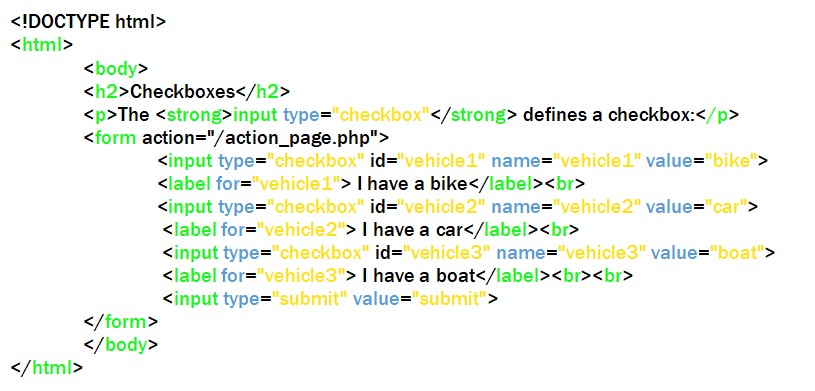 <!DOCTYPE html>
<html>
<body>
<h2>Checkboxes</h2>
<p>The <strong>input type="checkbox"</strong> defines a checkbox:</p>
<form action="/action_page.php">
<input type="checkbox" id="vehicle1" name="vehicle1" value="bike">
<label for="vehicle1"> I have a bike</label><br>
<input type="checkbox" id="vehicle2" name="vehicle2" value="car">
<label for="vehicle2"> I have a car</label><br>
<input type="checkbox" id="vehicle3" name="vehicle3" value="boat">
<label for="vehicle3"> I have a boat</label><br><br>
<input type="submit" value="submit">
</form>
</body>
</html>